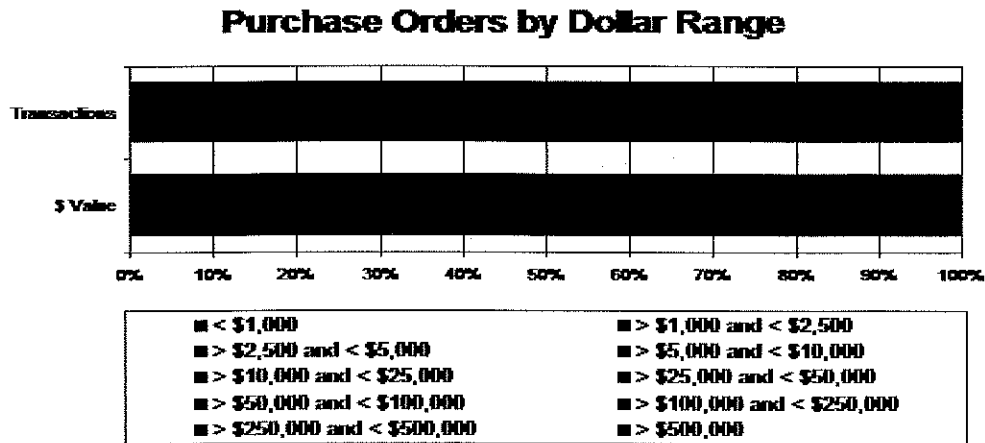 Purchase Orders by Dollar Range
Transactions
$ Value
0% 10% 20% 30% 40% 50% 60% 70% 80% 90% 100%
■ < $1,000 ■ > $1,000 and < $2,500
■ > $2,500 and < $5,000 ■ > $5,000 and < $10,000
■ > $10,000 and < $25,000 ■ > $25,000 and < $50,000
■ > $50,000 and < $100,000 ■ > $100,000 and < $250,000
■ > $250,000 and < $500,000 ■ > $500,000